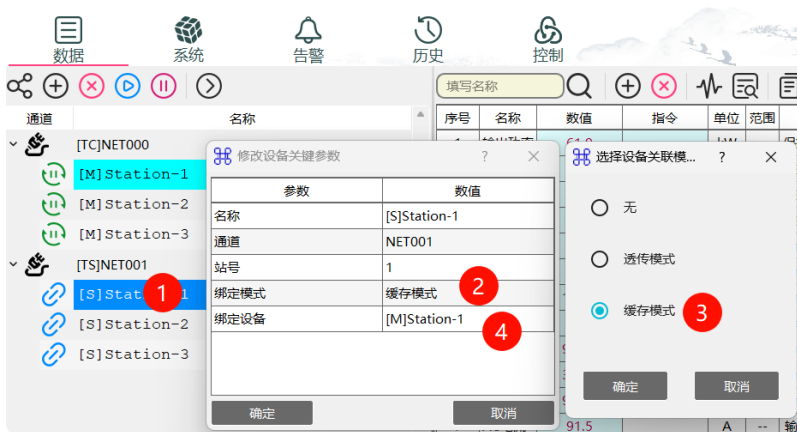 数据 系统 告警 历史 控制
填写名称
通道 名称
序号 名称 数值 指令 单位 范围
[TC]NET000
[M]Station-1
[M]Station-2
[M]Station-3
[TS]NET001
1
[S]Station-2
[S]Station-3
修改设备关键参数 ? ×
参数 数值
名称 [S]Station-1
通道 NET001
站号 1
绑定模式 缓存模式 2
绑定设备 [M]Station-1 4
确定 取消
选择设备关联模... ? ×
无
透传模式
缓存模式 3
确定 取消
91.5 A -- 输